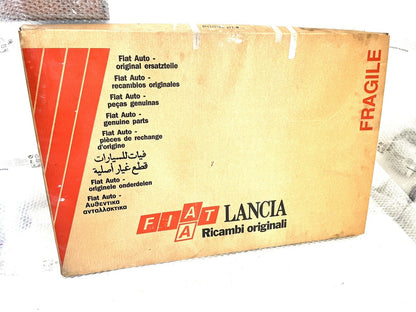 Fiat Auto -
original ersatzteile
Fiat Auto -
recambios originales
Fiat Auto -
peças genuinas
Fiat Auto -
genuine parts
Fiat Auto -
pièces de rechange
d'origine
فيات للسيارات
قطع غيار أصلية
Fiat Auto -
originele onderdelen
Fiat Auto -
Αυθεντικα
ανταλλακτικα
FIAT LANCIA
A Ricambi originali
FRAGILE